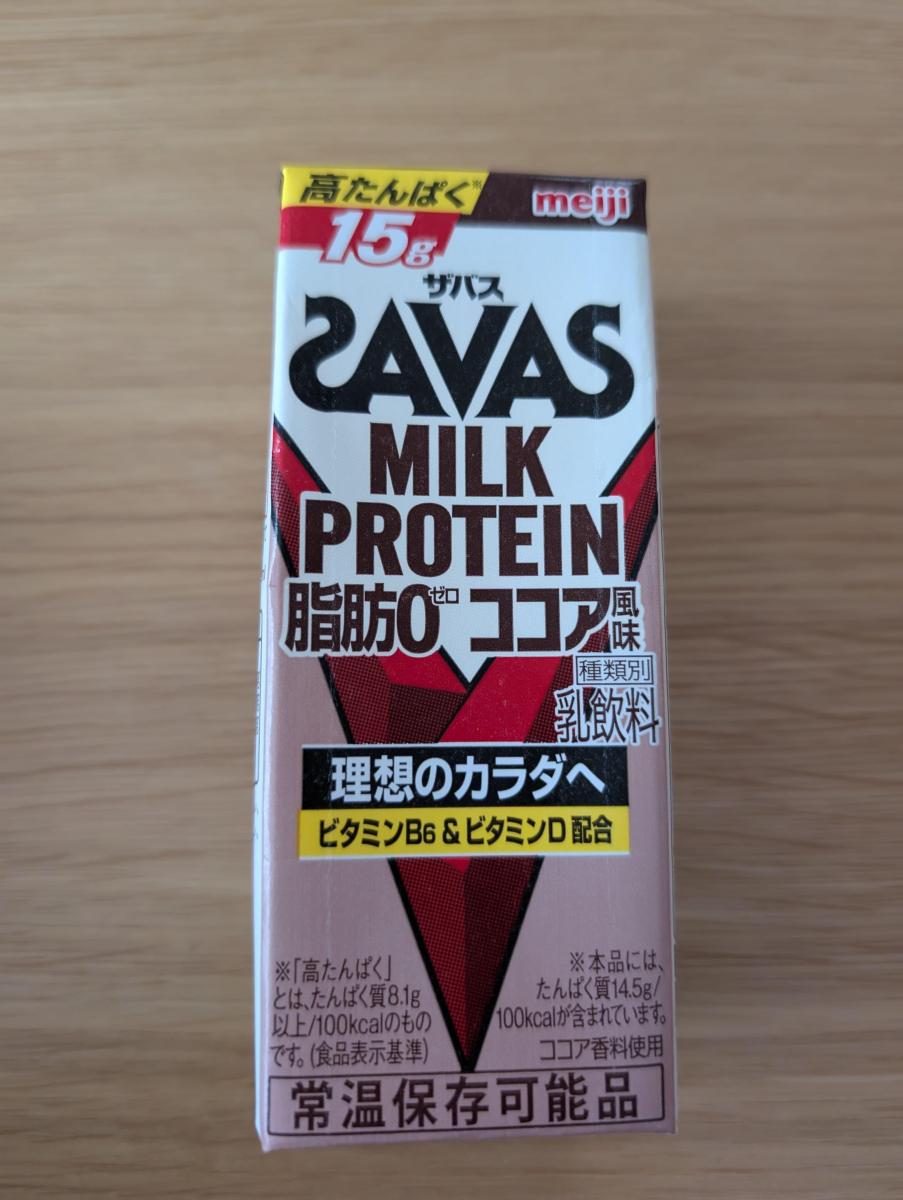 高たんぱく※
meiji
15g
ザバス
SAVAS
MILK
PROTEIN
脂肪0ゼロ ココア風味
種類別
乳飲料
理想のカラダへ
ビタミンB6 & ビタミンD 配合
※「高たんぱく」
とは、たんぱく質8.1g
以上/100kcalのもの
です。(食品表示基準)
※本品には、
たんぱく質14.5g/
100kcalが含まれています。
ココア香料使用
常温保存可能品